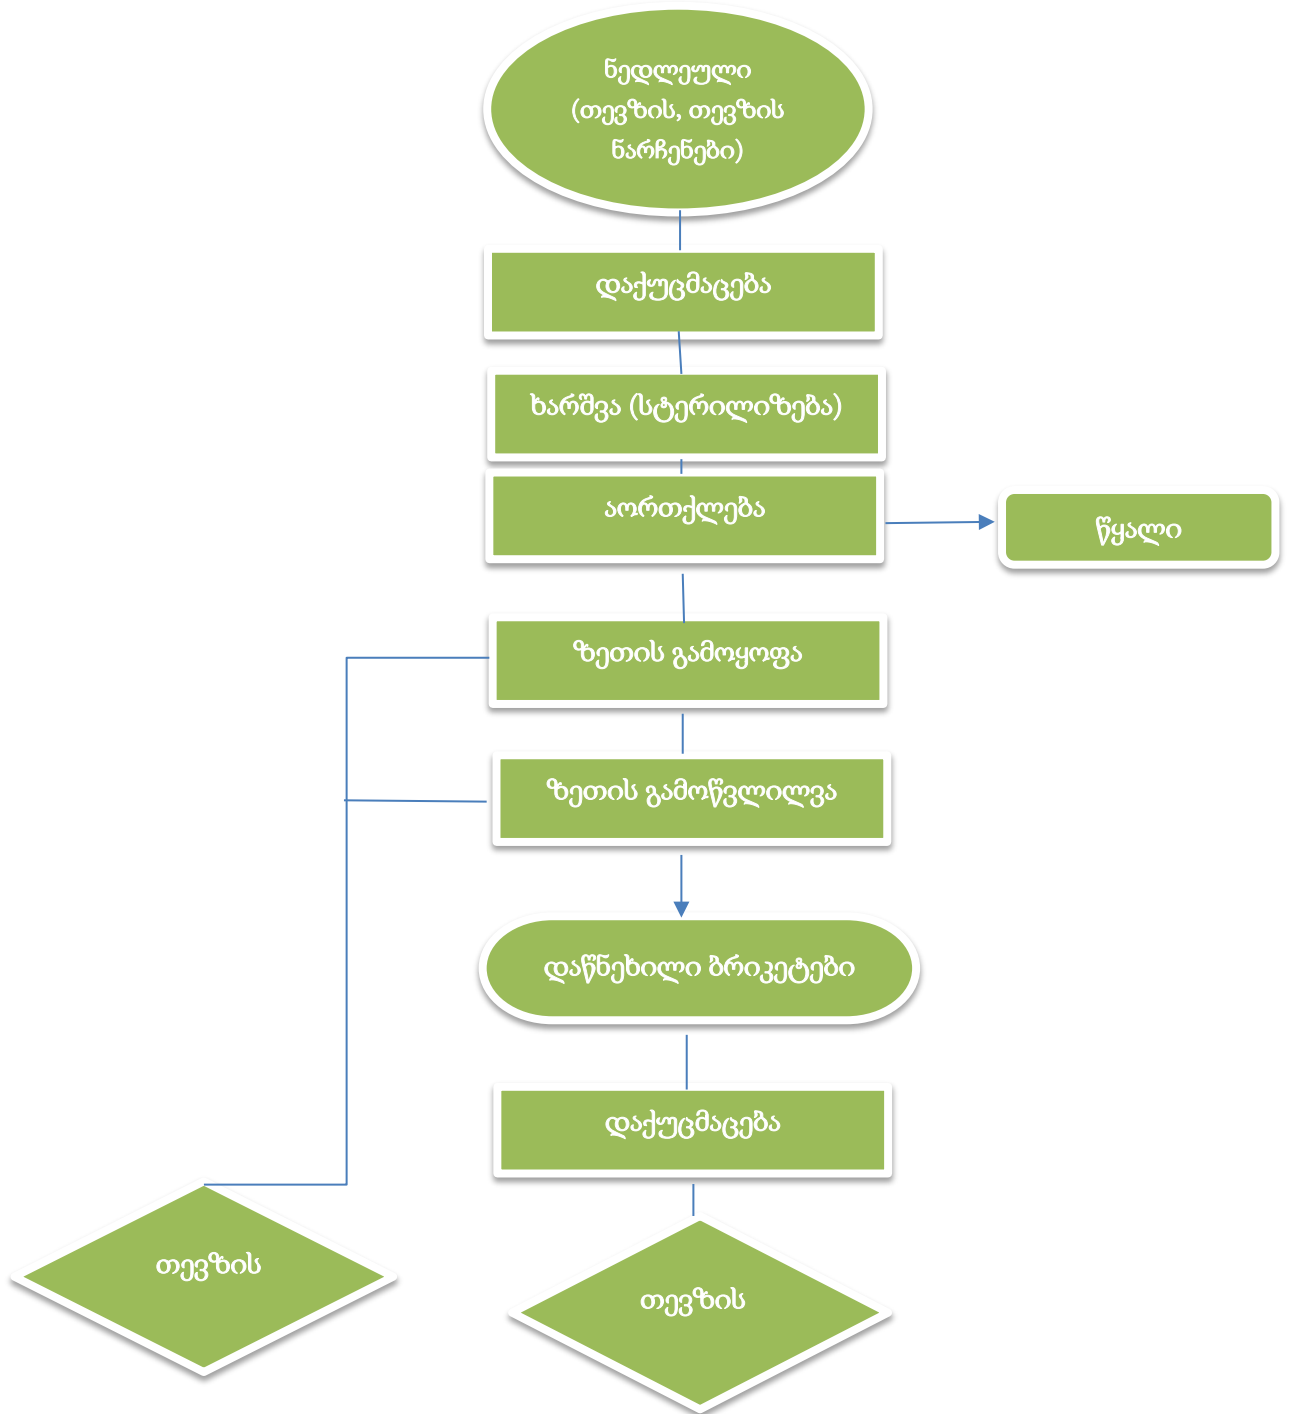 ნედლეული
(თევზის, თევზის
ნარჩენები)
დაქუცმაცება
ხარშვა (სტერილიზება)
აორთქლება
წყალი
ზეთის გამოყოფა
ზეთის გამოწვლილვა
დაწნეხილი ბრიკეტები
დაქუცმაცება
თევზის
თევზის